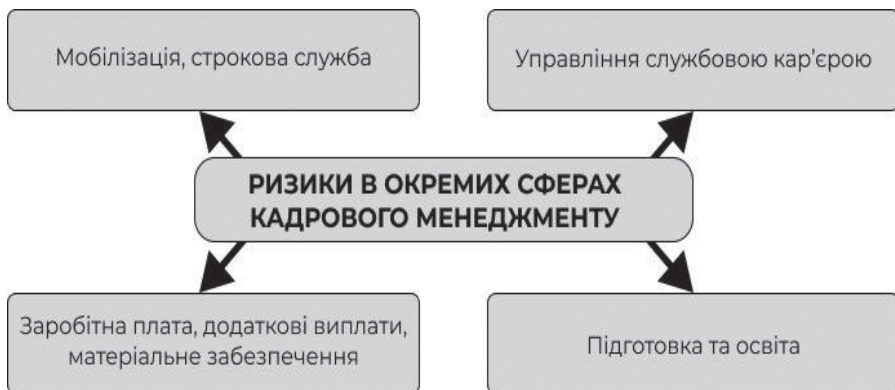 Мобілізація, строкова служба
Управління службовою кар’єрою
РИЗИКИ В ОКРЕМИХ СФЕРАХ
КАДРОВОГО МЕНЕДЖМЕНТУ
Заробітна плата, додаткові виплати,
матеріальне забезпечення
Підготовка та освіта